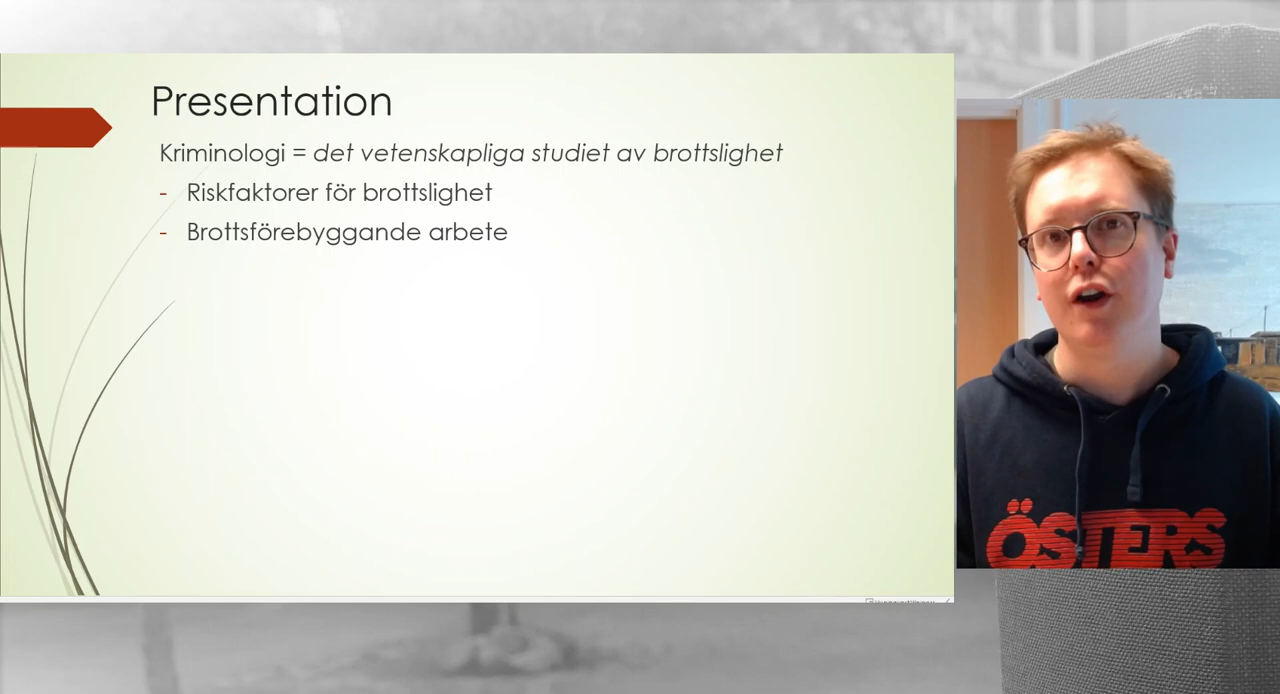 Presentation
Kriminologi = det vetenskapliga studiet av brottslighet
- Riskfaktorer för brottslighet
- Brottsförebyggande arbete
ÖSTERS